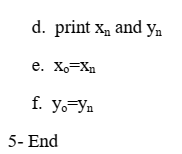 d. print xₙ and yₙ
e. xₒ=xₙ
f. yₒ=yₙ
5- End